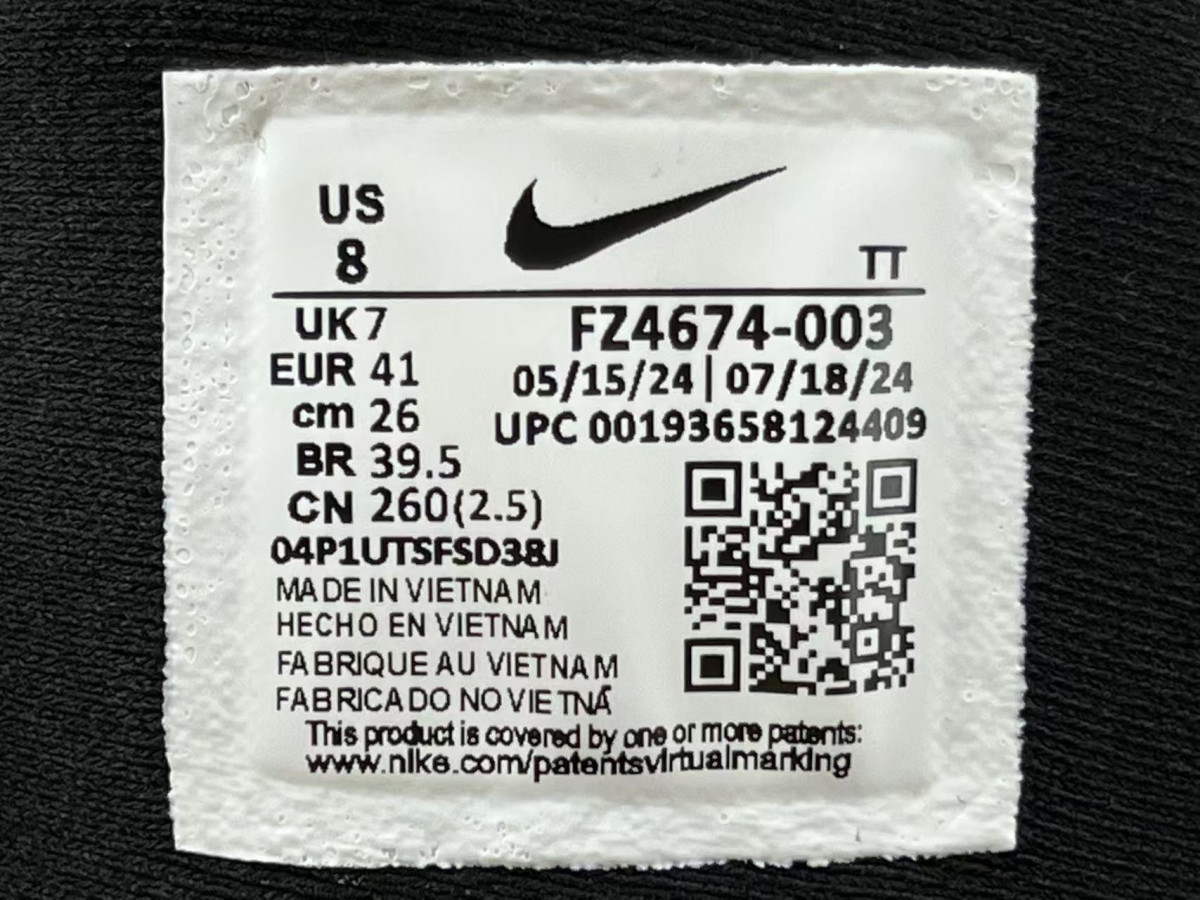 US
8
TT
UK 7
EUR 41
cm 26
BR 39.5
CN 260(2.5)
FZ4674-003
05/15/24 | 07/18/24
UPC 00193658124409
04P1UTSFSD38J
MADE IN VIETNAM
HECHO EN VIETNAM
FABRIQUE AU VIETNAM
FABRICADO NO VIETNÃ
This product is covered by one or more patents:
www.nike.com/patentsvirtualmarking